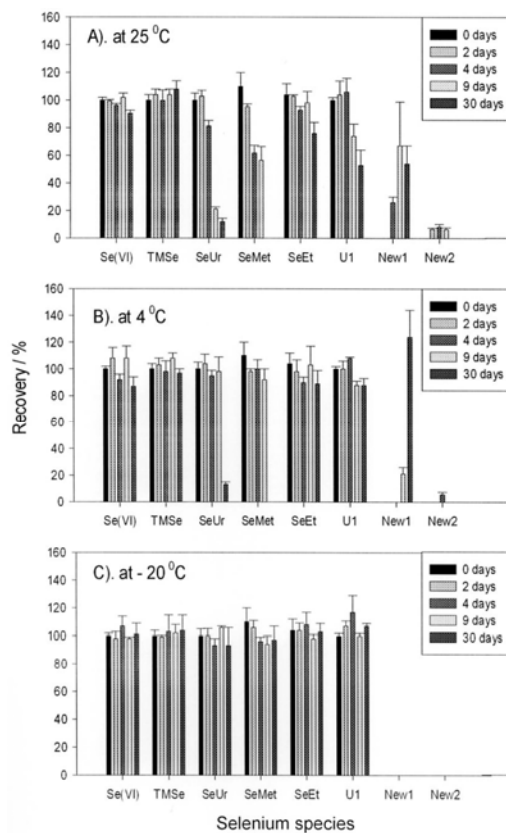 A). at 25 ⁰C
0 days
2 days
4 days
9 days
30 days
160
140
120
100
80
60
40
20
0
Se(VI) TMSe SeUr SeMet SeEt U1 New1 New2
B). at 4 ⁰C
0 days
2 days
4 days
9 days
30 days
160
140
120
100
80
60
40
20
0
Se(VI) TMSe SeUr SeMet SeEt U1 New1 New2
Recovery / %
C). at - 20 ⁰C
0 days
2 days
4 days
9 days
30 days
160
140
120
100
80
60
40
20
0
Se(VI) TMSe SeUr SeMet SeEt U1 New1 New2
Selenium species